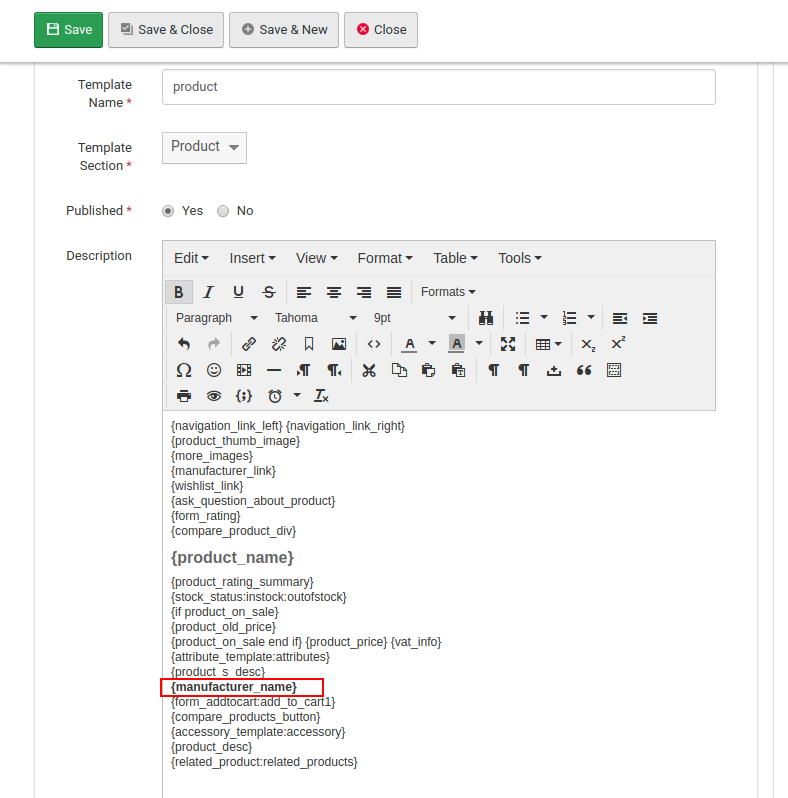 Save Save & Close Save & New Close
Template Name * product
Template Section * Product
Published * Yes No
Description
Edit Insert View Format Table Tools
B I U S Formats
Paragraph Tahoma 9pt
A A
{navigation_link_left} {navigation_link_right}
{product_thumb_image}
{more_images}
{manufacturer_link}
{wishlist_link}
{ask_question_about_product}
{form_rating}
{compare_product_div}
{product_name}
{product_rating_summary}
{stock_status:instock:outofstock}
{if product_on_sale}
{product_old_price}
{product_on_sale end if} {product_price} {vat_info}
{attribute_template:attributes}
{product_s_desc}
{manufacturer_name}
{form_addtocart:add_to_cart1}
{compare_products_button}
{accessory_template:accessory}
{product_desc}
{related_product:related_products}